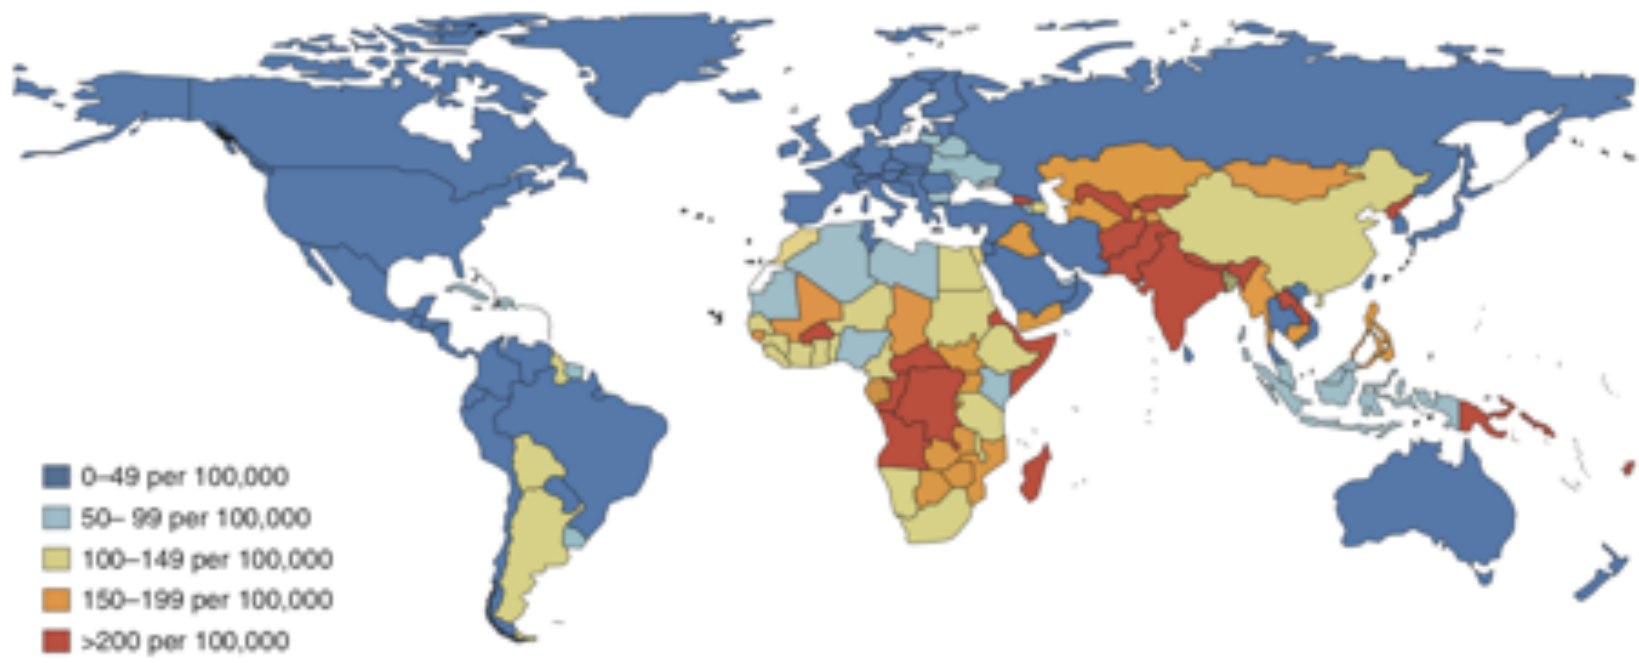 0–49 per 100,000
50– 99 per 100,000
100–149 per 100,000
150–199 per 100,000
>200 per 100,000